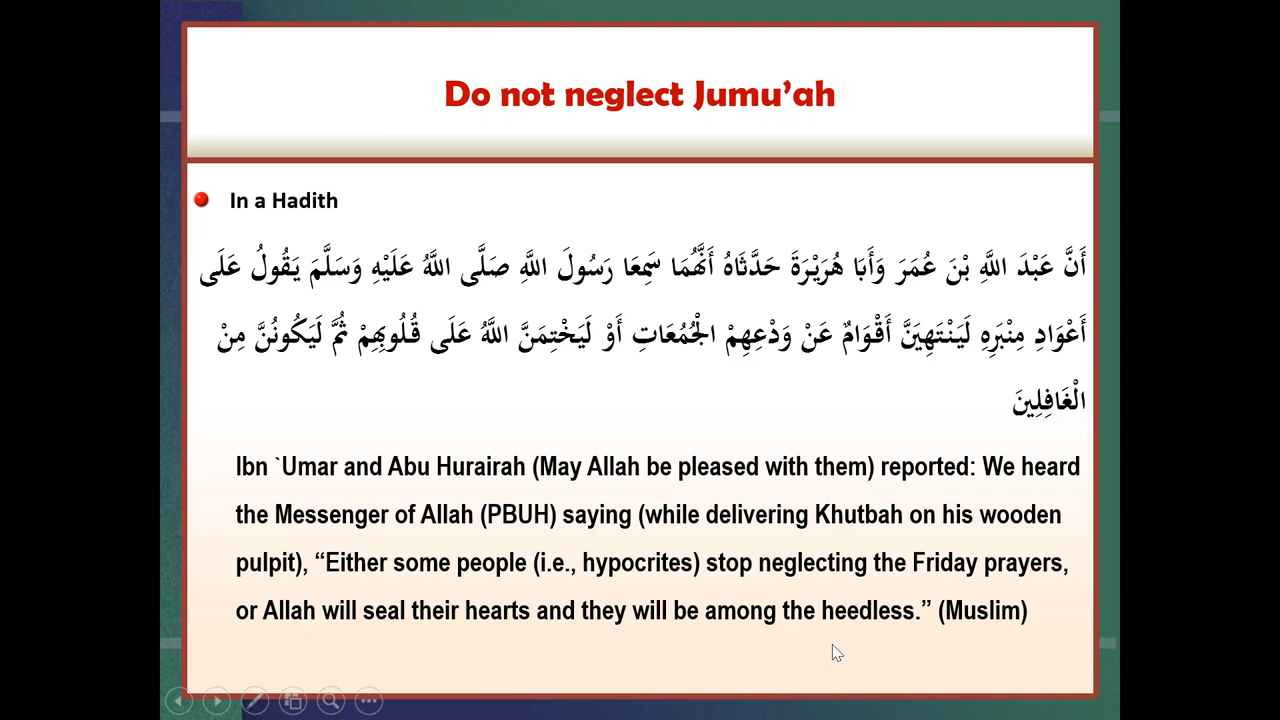 Do not neglect Jumu’ah
In a Hadith
أَنَّ عَبْدَ اللَّهِ بْنَ عُمَرَ وَأَبَا هُرَيْرَةَ حَدَّثَاهُ أَنَّهُمَا سَمِعَا رَسُولَ اللَّهِ صَلَّى اللَّهُ عَلَيْهِ وَسَلَّمَ يَقُولُ عَلَى
أَعْوَادِ مِنْبَرِهِ لَيَنْتَهِيَنَّ أَقْوَامٌ عَنْ وَدْعِهِمْ الْجُمُعَاتِ أَوْ لَيَخْتِمَنَّ اللَّهُ عَلَى قُلُوبِهِمْ ثُمَّ لَيَكُونُنَّ مِنْ
الْغَافِلِينَ
Ibn `Umar and Abu Hurairah (May Allah be pleased with them) reported: We heard
the Messenger of Allah (PBUH) saying (while delivering Khutbah on his wooden
pulpit), “Either some people (i.e., hypocrites) stop neglecting the Friday prayers,
or Allah will seal their hearts and they will be among the heedless.” (Muslim)